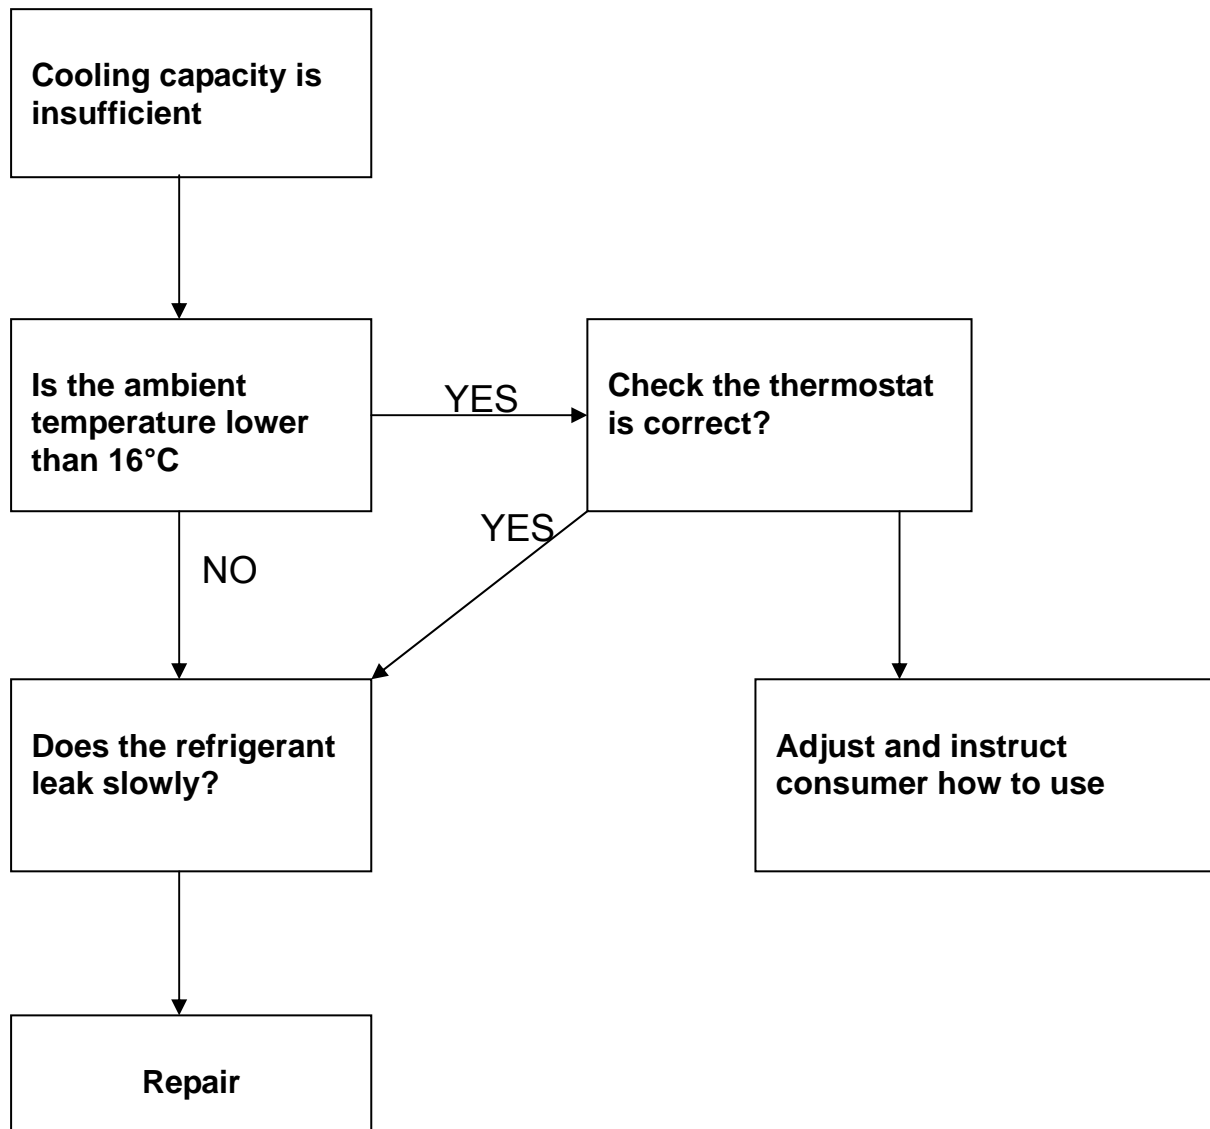 Cooling capacity is
insufficient
Is the ambient
temperature lower
than 16°C
YES
Check the thermostat
is correct?
YES
NO
Does the refrigerant
leak slowly?
Adjust and instruct
consumer how to use
Repair